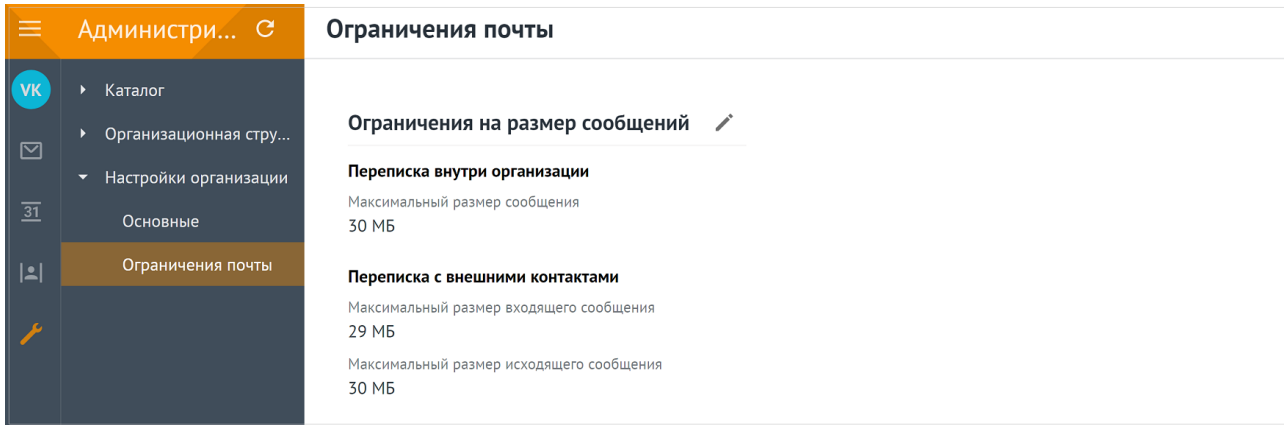 Администри...
Ограничения почты
VK
Каталог
Организационная стру...
31
Настройки организации
Основные
Ограничения почты
Ограничения на размер сообщений
Переписка внутри организации
Максимальный размер сообщения
30 МБ
Переписка с внешними контактами
Максимальный размер входящего сообщения
29 МБ
Максимальный размер исходящего сообщения
30 МБ